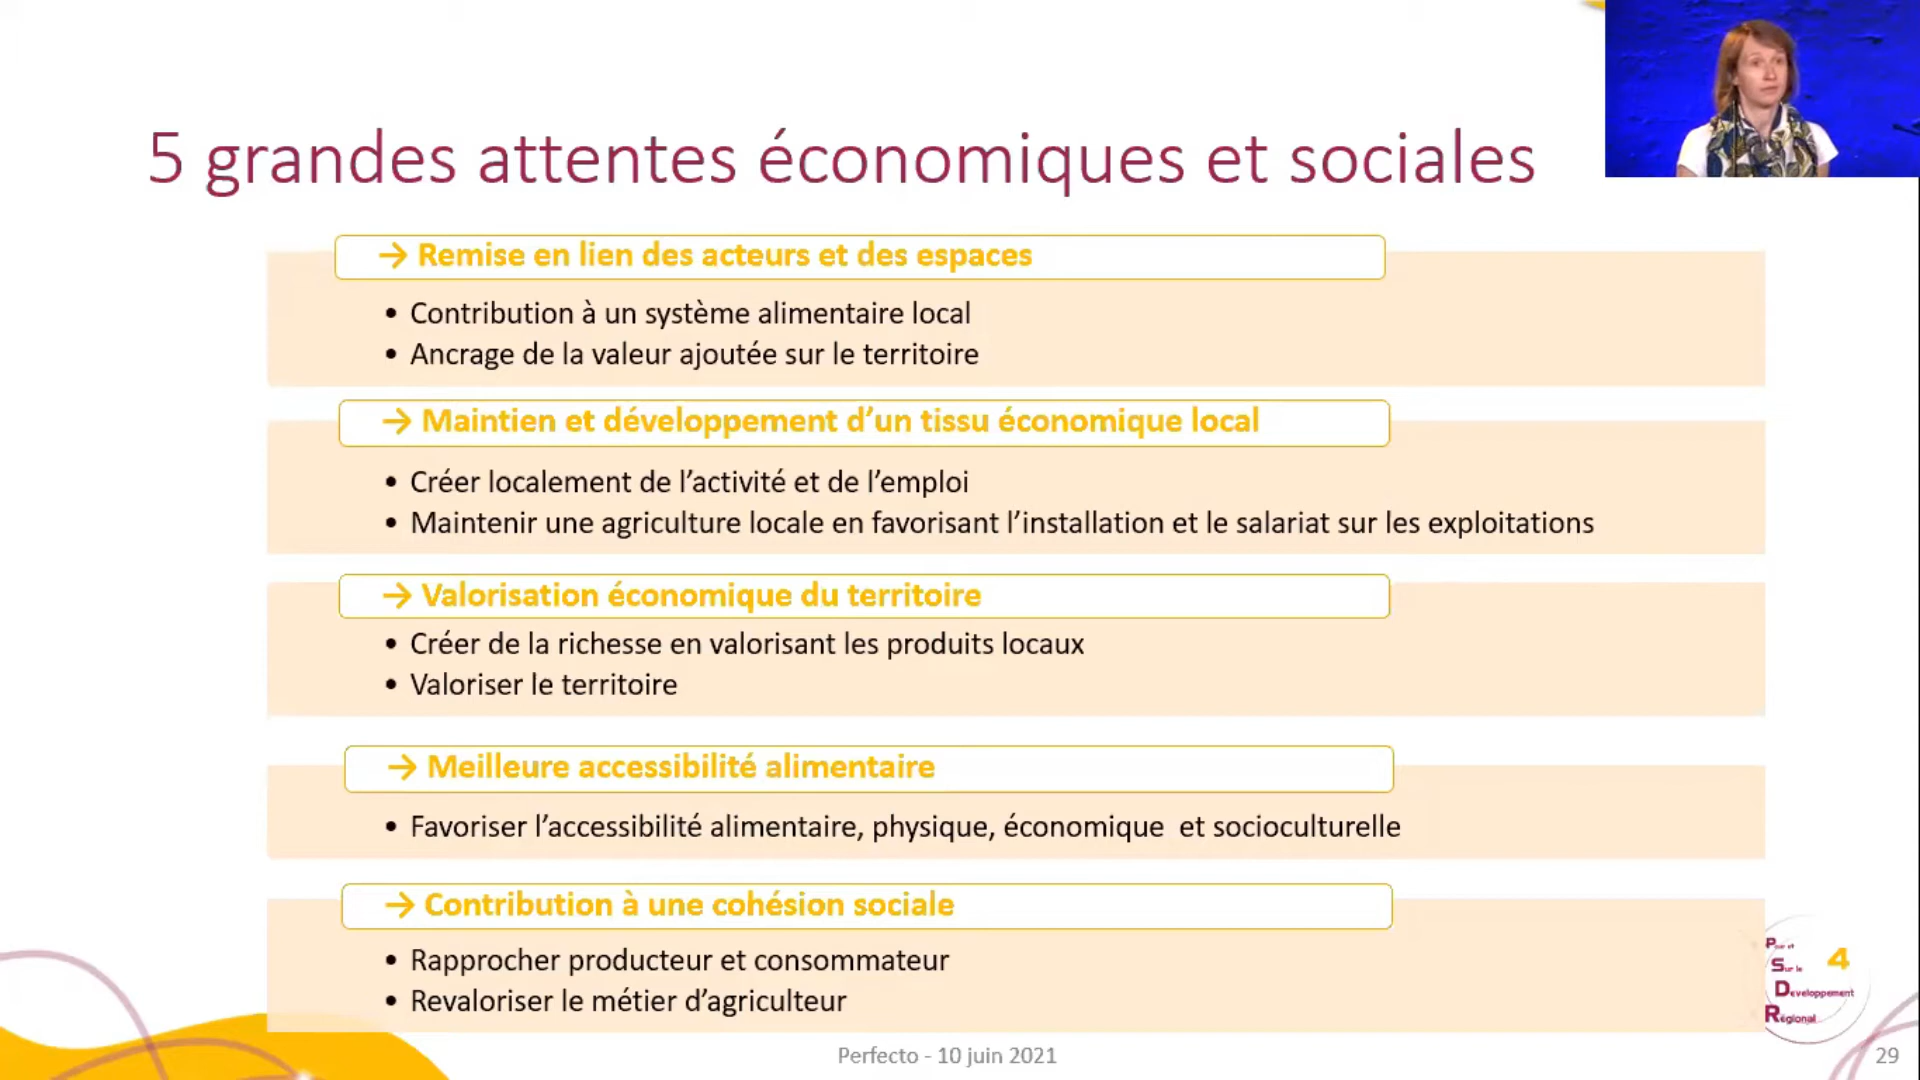 5 grandes attentes économiques et sociales
→ Remise en lien des acteurs et des espaces
• Contribution à un système alimentaire local
• Ancrage de la valeur ajoutée sur le territoire
→ Maintien et développement d’un tissu économique local
• Créer localement de l’activité et de l’emploi
• Maintenir une agriculture locale en favorisant l’installation et le salariat sur les exploitations
→ Valorisation économique du territoire
• Créer de la richesse en valorisant les produits locaux
• Valoriser le territoire
→ Meilleure accessibilité alimentaire
• Favoriser l’accessibilité alimentaire, physique, économique et socioculturelle
→ Contribution à une cohésion sociale
• Rapprocher producteur et consommateur
• Revaloriser le métier d’agriculteur
Pour et
Sur le 4
Developpement
Régional
Perfecto - 10 juin 2021
29